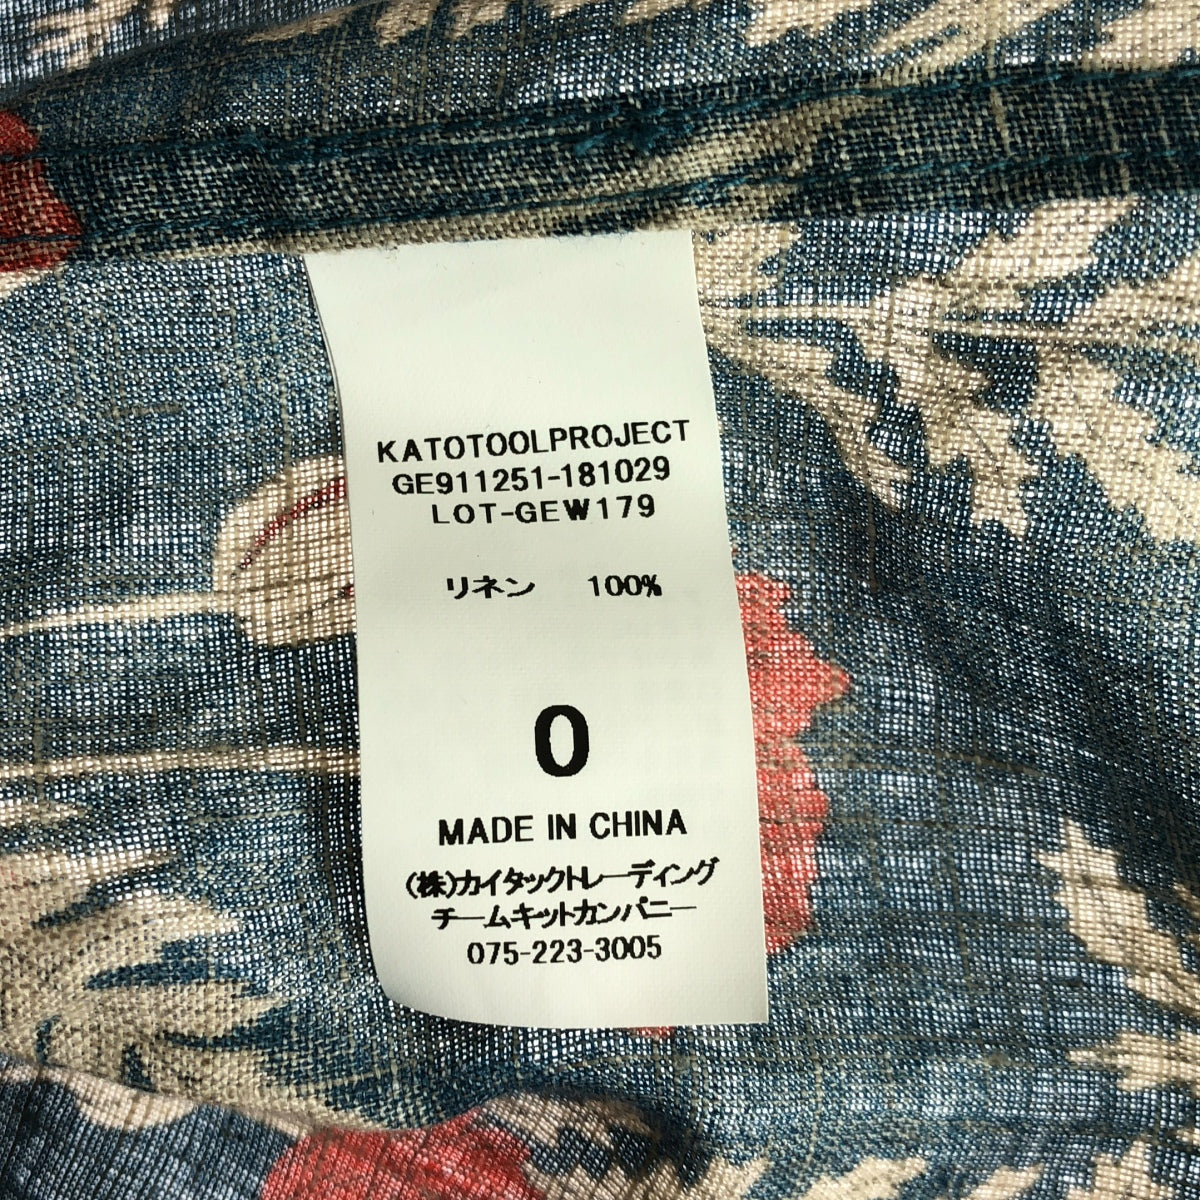 KATOTOOLPROJECT
GE911251-181029
LOT-GEW179
リネン 100%
0
MADE IN CHINA
(株)カイタックトレーディング
チームキットカンパニー
075-223-3005